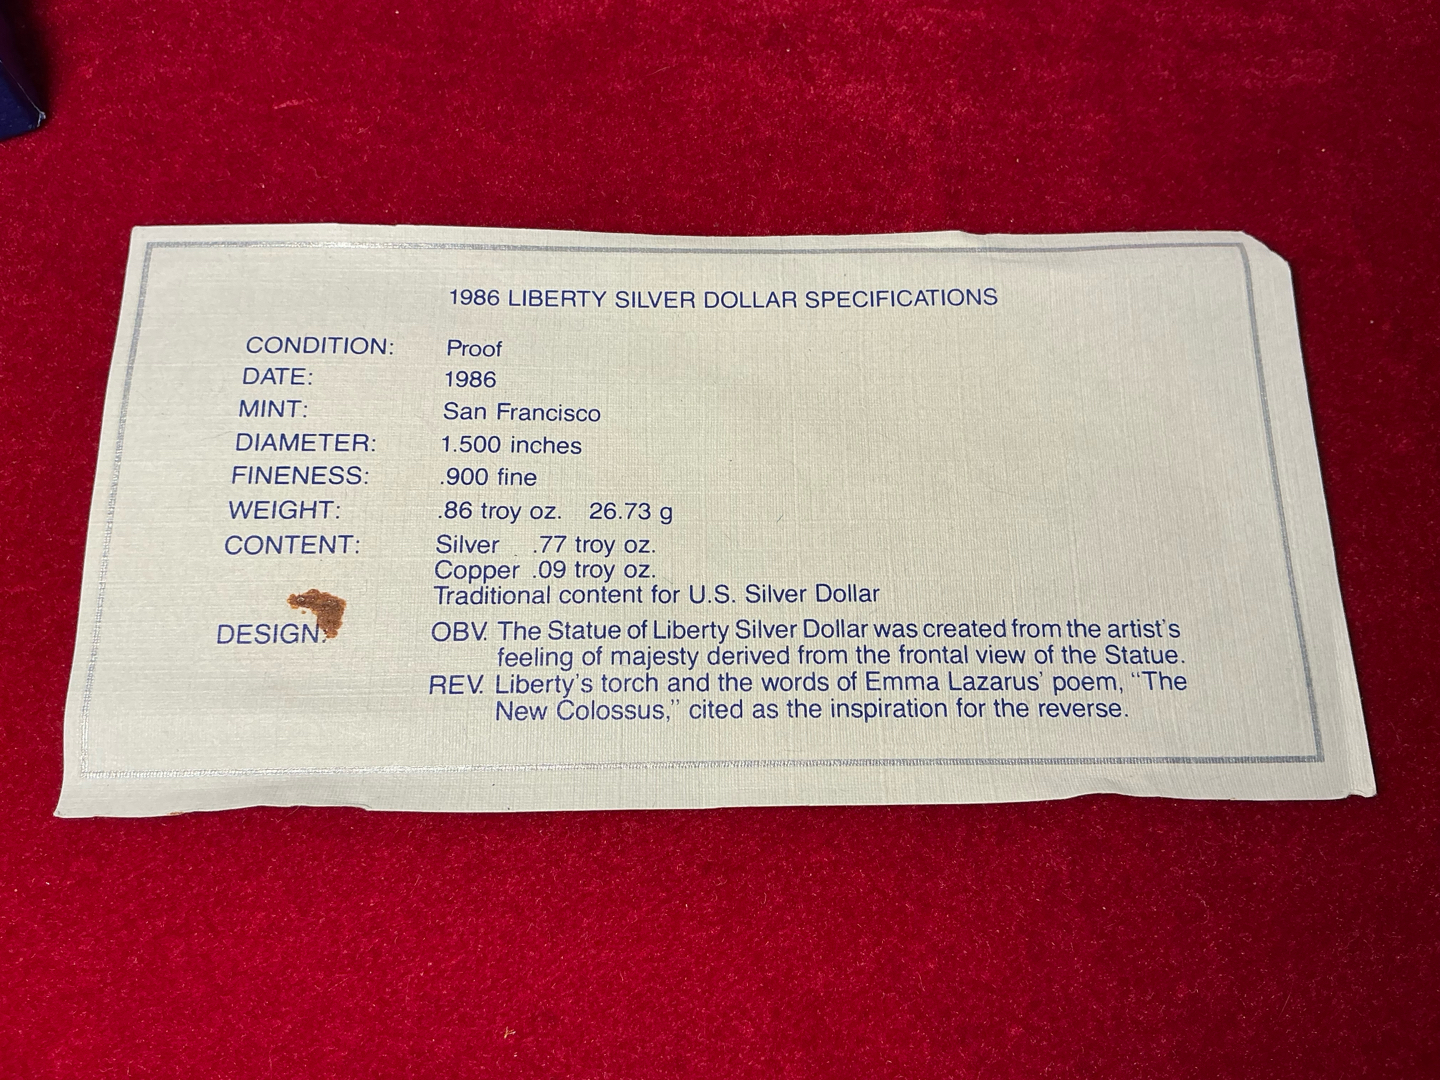 1986 LIBERTY SILVER DOLLAR SPECIFICATIONS
CONDITION: Proof
DATE: 1986
MINT: San Francisco
DIAMETER: 1.500 inches
FINENESS: .900 fine
WEIGHT: .86 troy oz. 26.73 g
CONTENT: Silver .77 troy oz.
Copper .09 troy oz.
Traditional content for U.S. Silver Dollar
DESIGN: OBV. The Statue of Liberty Silver Dollar was created from the artist's
feeling of majesty derived from the frontal view of the Statue.
REV. Liberty's torch and the words of Emma Lazarus' poem, "The
New Colossus," cited as the inspiration for the reverse.